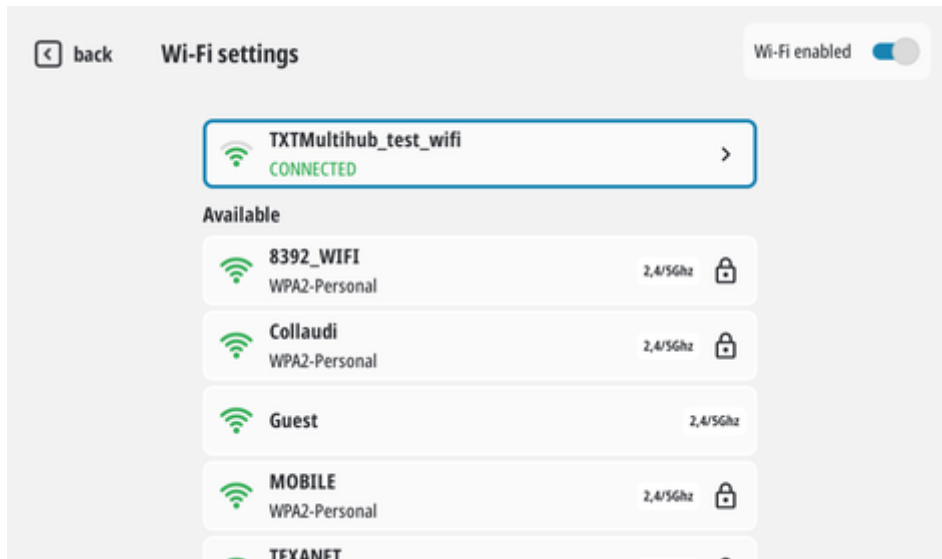 back
Wi-Fi settings
Wi-Fi enabled
TXTMultihub_test_wifi
CONNECTED
Available
8392_WIFI
WPA2-Personal
2,4/5Ghz
Collaudi
WPA2-Personal
2,4/5Ghz
Guest
2,4/5Ghz
MOBILE
WPA2-Personal
2,4/5Ghz
TEXANET